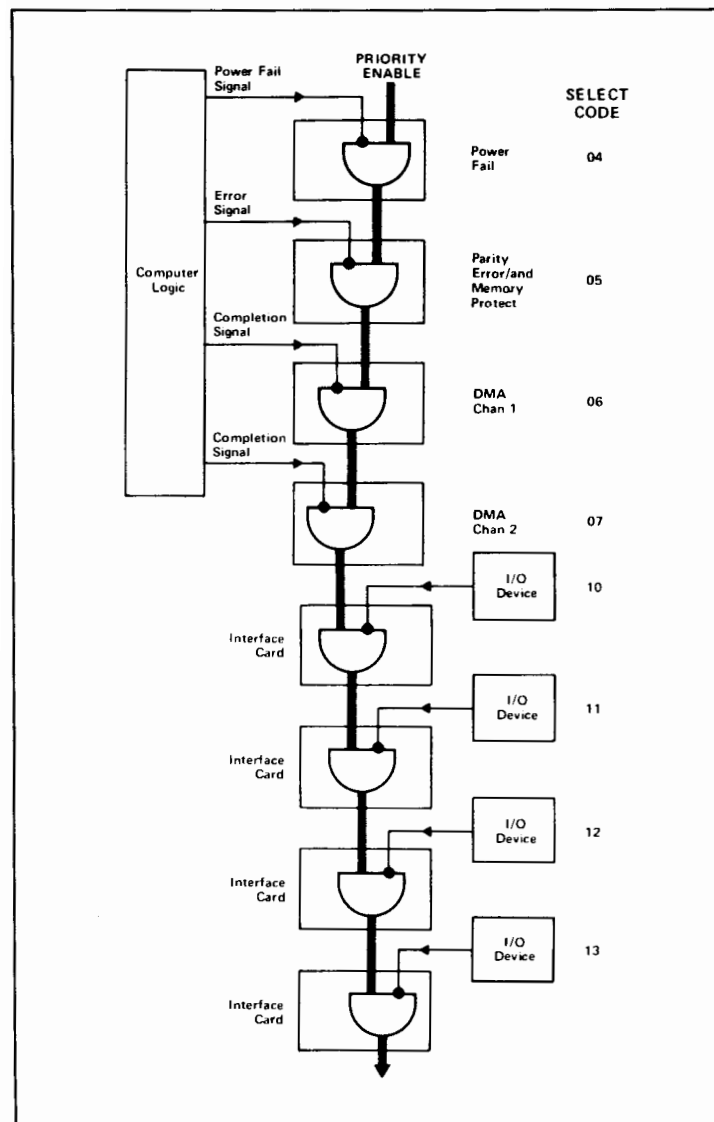 PRIORITY
ENABLE
Power Fail
Signal
SELECT
CODE
Power
Fail
04
Error
Signal
Parity
Error/and
Memory
Protect
05
Computer
Logic
Completion
Signal
DMA
Chan 1
06
Completion
Signal
DMA
Chan 2
07
I/O
Device
10
Interface
Card
I/O
Device
11
Interface
Card
I/O
Device
12
Interface
Card
I/O
Device
13
Interface
Card